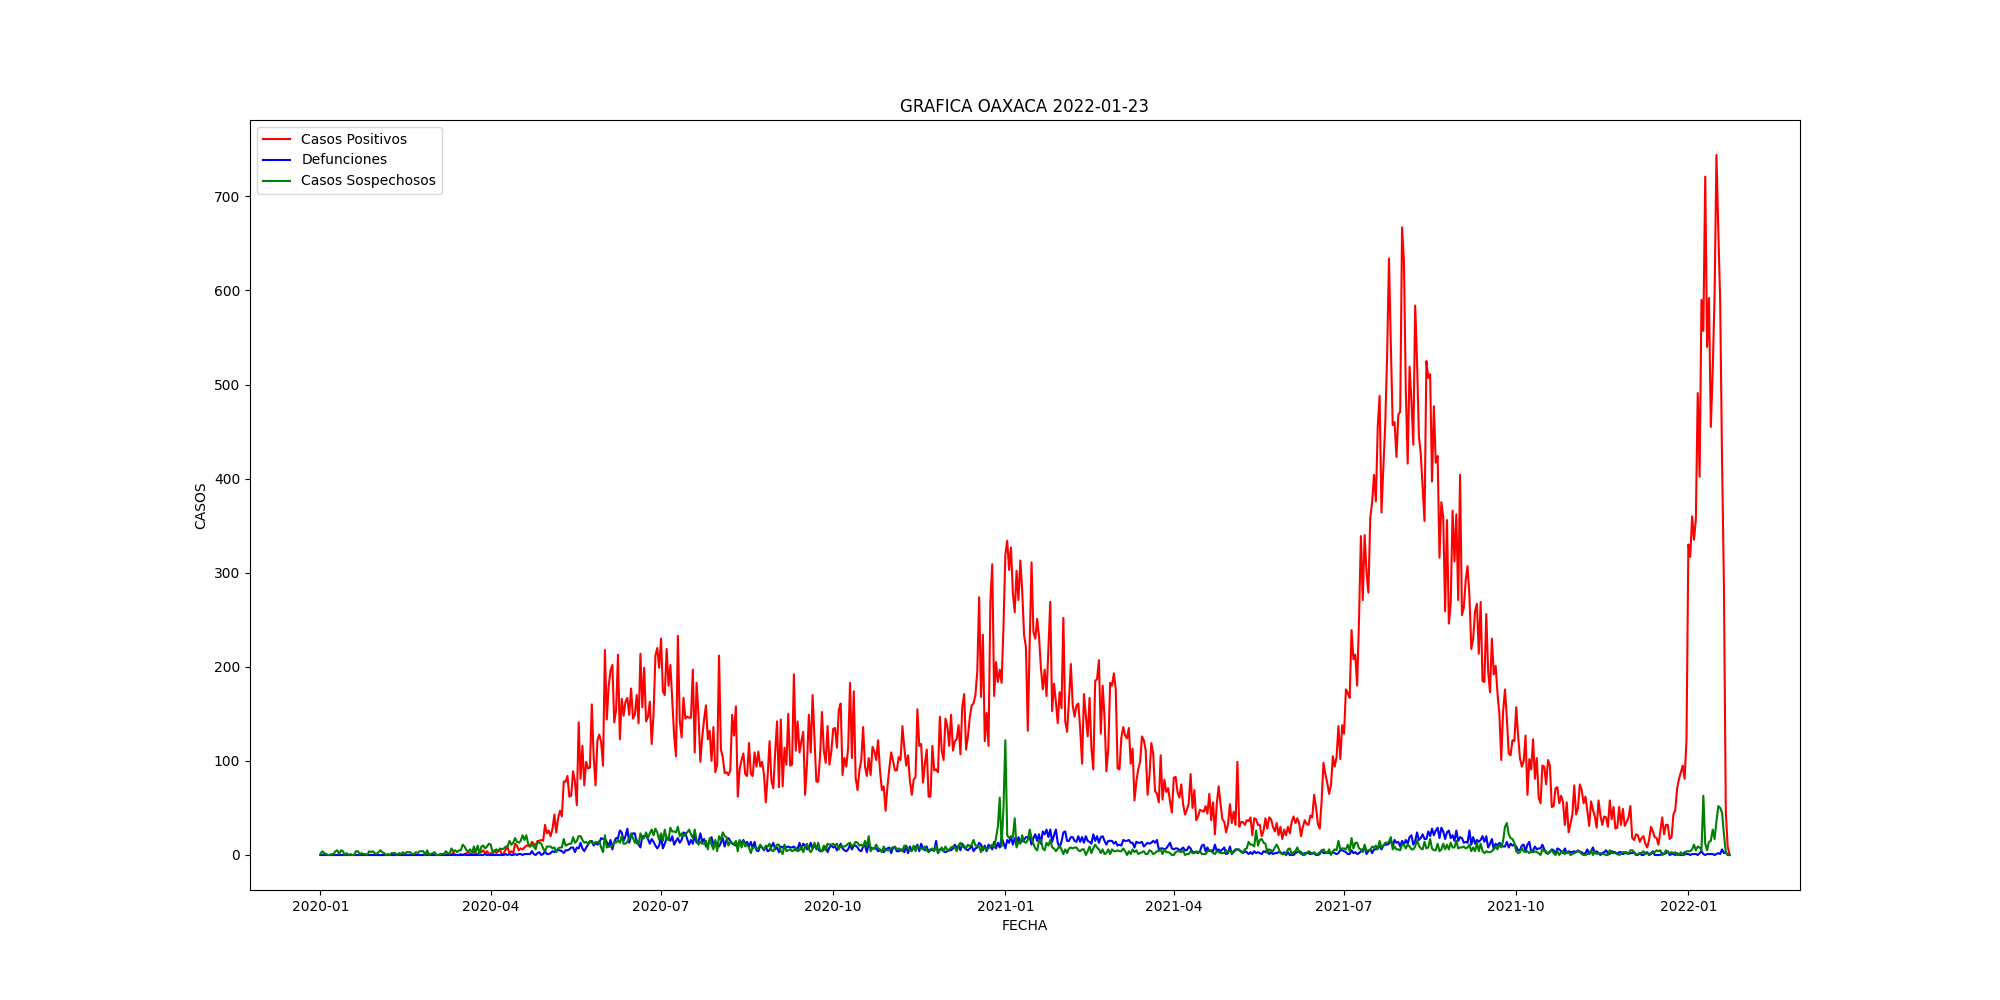 GRAFICA OAXACA 2022-01-23
Casos Positivos
Defunciones
Casos Sospechosos
700
600
500
400
300
200
100
0
CASOS
2020-01
2020-04
2020-07
2020-10
2021-01
2021-04
2021-07
2021-10
2022-01
FECHA